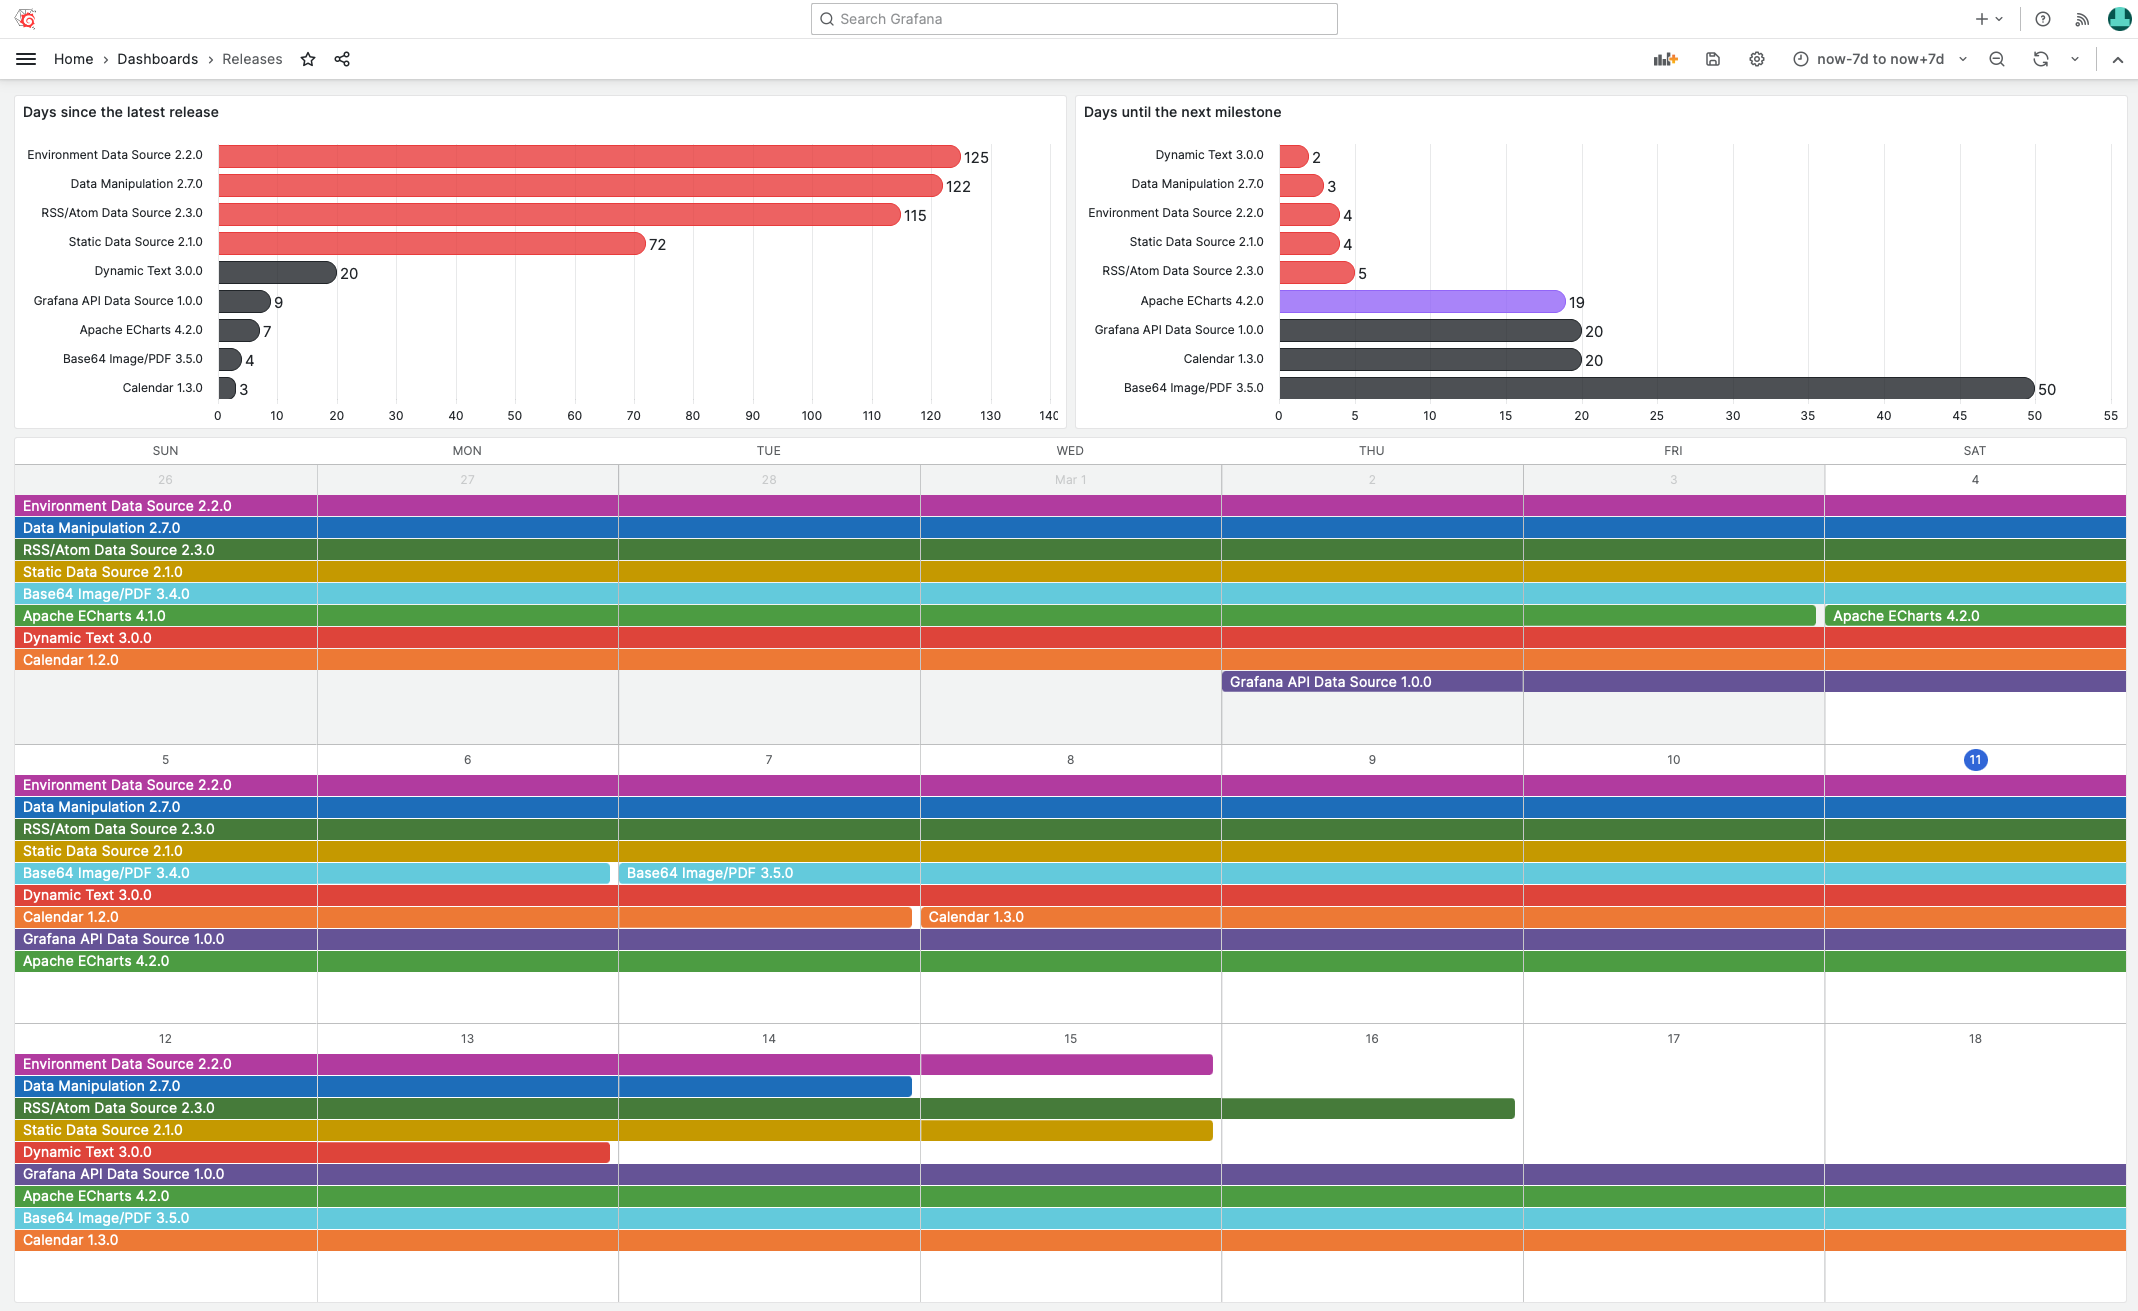 Search Grafana
Home › Dashboards › Releases
now-7d to now+7d
Days since the latest release
Environment Data Source 2.2.0 125
Data Manipulation 2.7.0 122
RSS/Atom Data Source 2.3.0 115
Static Data Source 2.1.0 72
Dynamic Text 3.0.0 20
Grafana API Data Source 1.0.0 9
Apache ECharts 4.2.0 7
Base64 Image/PDF 3.5.0 4
Calendar 1.3.0 3
0 10 20 30 40 50 60 70 80 90 100 110 120 130 140
Days until the next milestone
Dynamic Text 3.0.0 2
Data Manipulation 2.7.0 3
Environment Data Source 2.2.0 4
Static Data Source 2.1.0 4
RSS/Atom Data Source 2.3.0 5
Apache ECharts 4.2.0 19
Grafana API Data Source 1.0.0 20
Calendar 1.3.0 20
Base64 Image/PDF 3.5.0 50
0 5 10 15 20 25 30 35 40 45 50 55
SUN MON TUE WED THU FRI SAT
26 27 28 Mar 1 2 3 4
Environment Data Source 2.2.0
Data Manipulation 2.7.0
RSS/Atom Data Source 2.3.0
Static Data Source 2.1.0
Base64 Image/PDF 3.4.0
Apache ECharts 4.1.0 Apache ECharts 4.2.0
Dynamic Text 3.0.0
Calendar 1.2.0
Grafana API Data Source 1.0.0
5 6 7 8 9 10 11
Environment Data Source 2.2.0
Data Manipulation 2.7.0
RSS/Atom Data Source 2.3.0
Static Data Source 2.1.0
Base64 Image/PDF 3.4.0 Base64 Image/PDF 3.5.0
Dynamic Text 3.0.0
Calendar 1.2.0 Calendar 1.3.0
Grafana API Data Source 1.0.0
Apache ECharts 4.2.0
12 13 14 15 16 17 18
Environment Data Source 2.2.0
Data Manipulation 2.7.0
RSS/Atom Data Source 2.3.0
Static Data Source 2.1.0
Dynamic Text 3.0.0
Grafana API Data Source 1.0.0
Apache ECharts 4.2.0
Base64 Image/PDF 3.5.0
Calendar 1.3.0